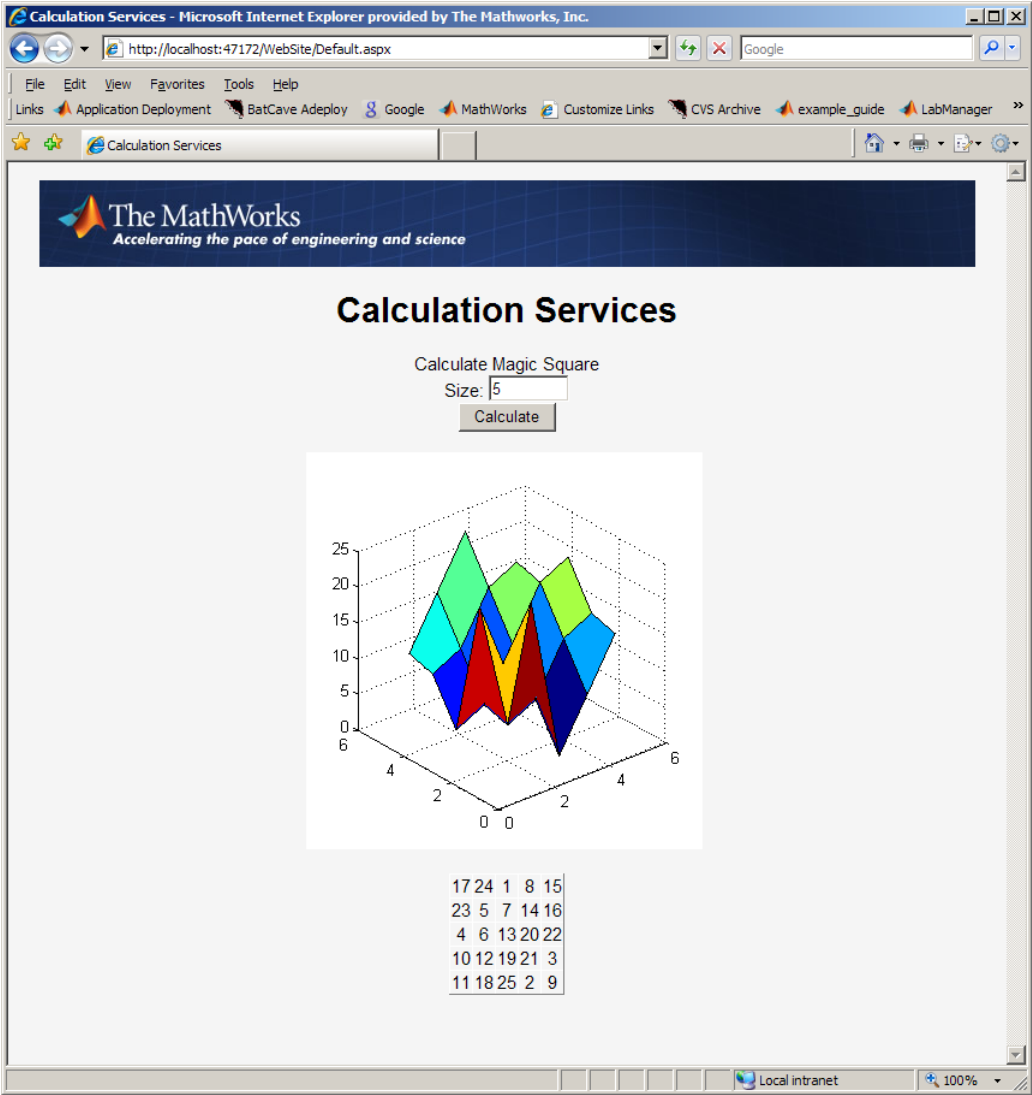 Calculation Services - Microsoft Internet Explorer provided by The Mathworks, Inc.
http://localhost:47172/WebSite/Default.aspx
Google
File Edit View Favorites Tools Help
Links Application Deployment BatCave Adeploy Google MathWorks Customize Links CVS Archive example_guide LabManager »
Calculation Services
The MathWorks
Accelerating the pace of engineering and science
Calculation Services
Calculate Magic Square
Size: 5
Calculate
25
20
15
10
5
0
6
4
2
0
0
2
4
6
17 24 1 8 15
23 5 7 14 16
4 6 13 20 22
10 12 19 21 3
11 18 25 2 9
Local intranet 100%